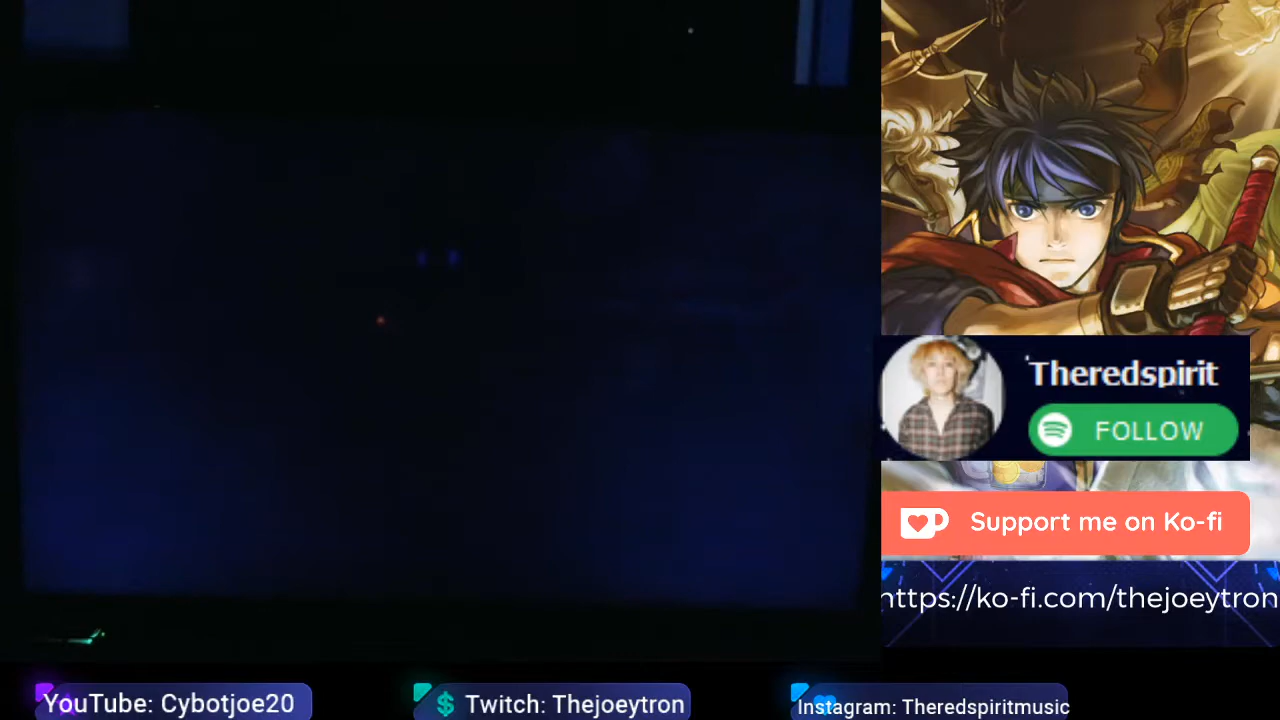 Theredspirit
FOLLOW
Support me on Ko-fi
https://ko-fi.com/thejoeytron
YouTube: Cybotjoe20
Twitch: Thejoeytron
Instagram: Theredspiritmusic